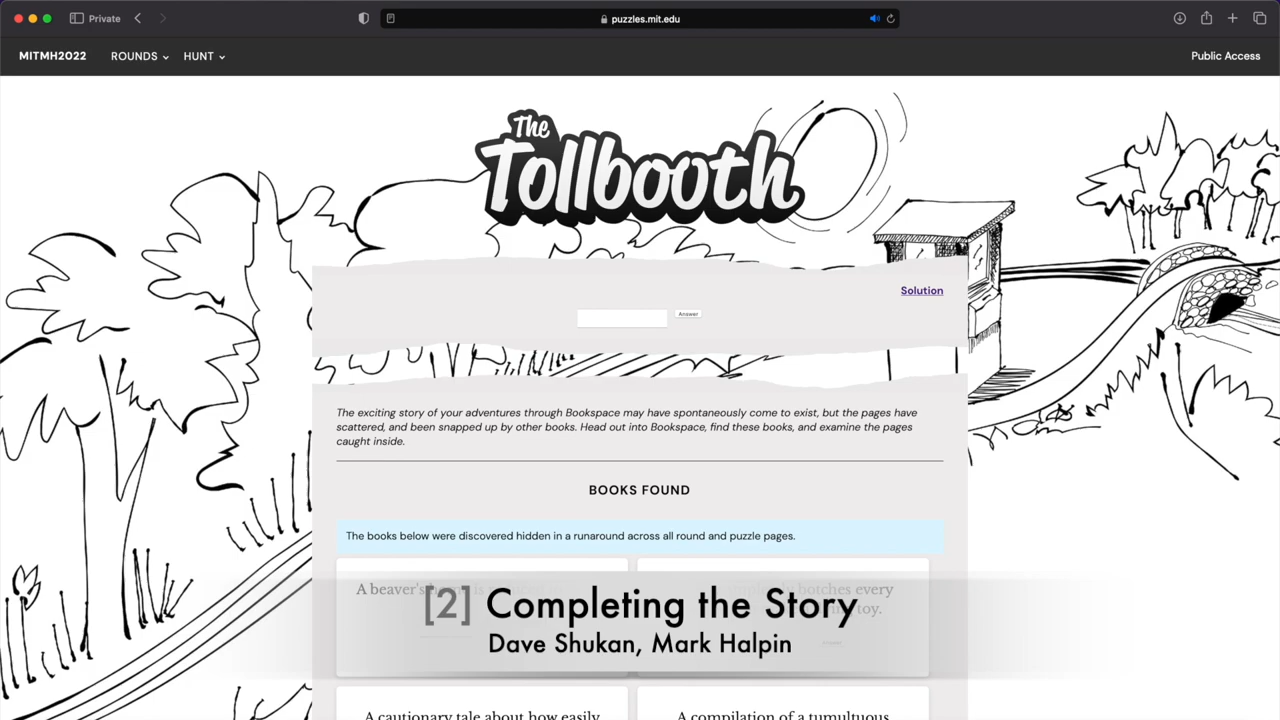 Private
puzzles.mit.edu
MITMH2022 ROUNDS HUNT Public Access
The Tollbooth
Solution
Answer
The exciting story of your adventures through Bookspace may have spontaneously come to exist, but the pages have
scattered, and been snapped up by other books. Head out into Bookspace, find these books, and examine the pages
caught inside.
BOOKS FOUND
The books below were discovered hidden in a runaround across all round and puzzle pages.
A beaver's
botches every
toy.
[2] Completing the Story
Dave Shukan, Mark Halpin
A cautionary tale about how easily
A compilation of a tumultuous